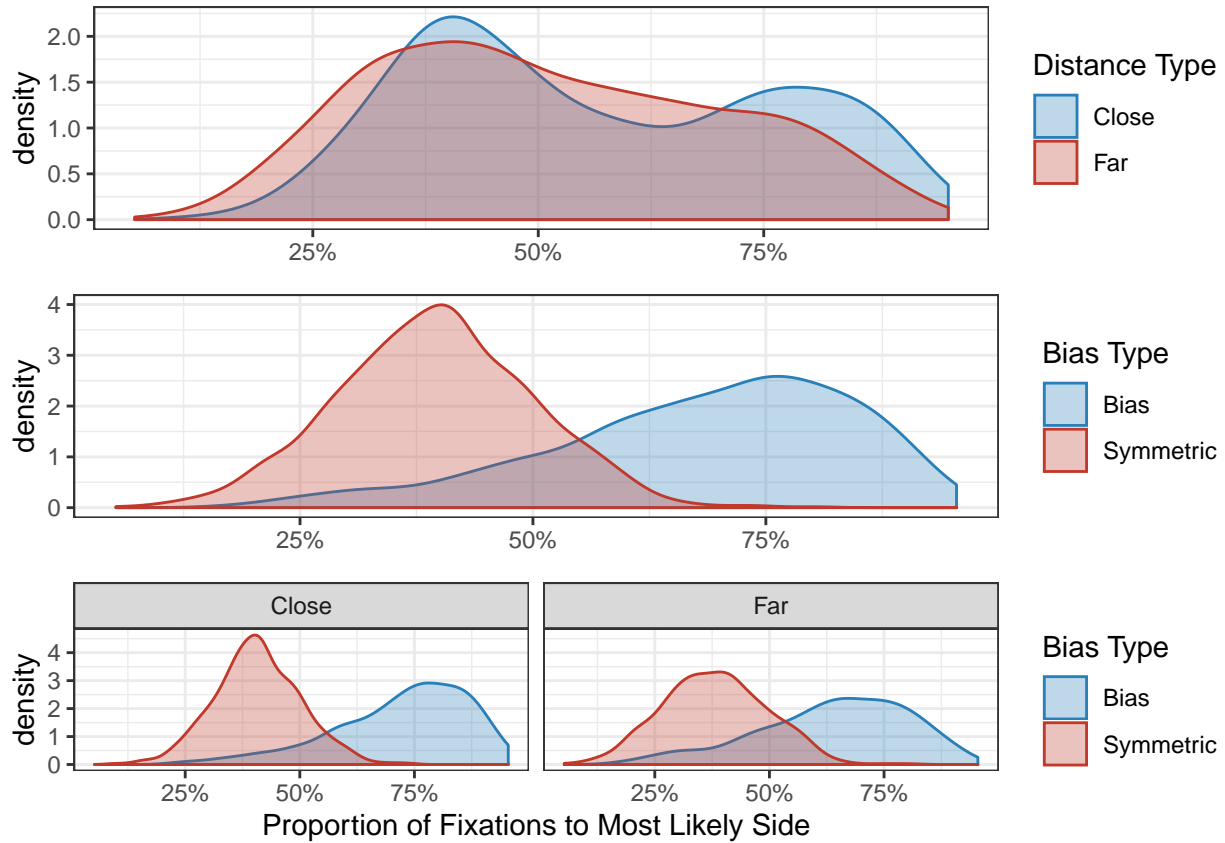 density
2.0
1.5
1.0
0.5
0.0
25% 50% 75%
Distance Type
Close
Far
density
4
3
2
1
0
25% 50% 75%
Bias Type
Bias
Symmetric
Close Far
density
4
3
2
1
0
25% 50% 75% 25% 50% 75%
Proportion of Fixations to Most Likely Side
Bias Type
Bias
Symmetric